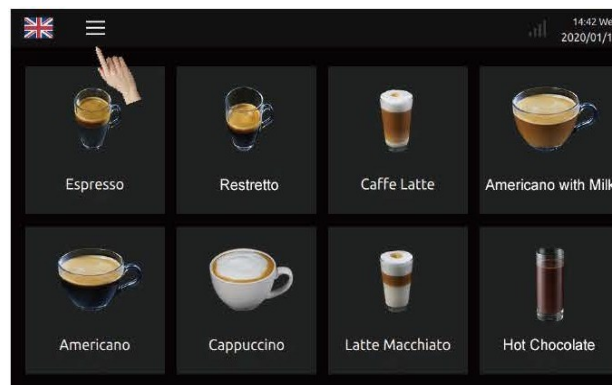 14:42 We
2020/01/1
Espresso
Restretto
Caffe Latte
Americano with Milk
Americano
Cappuccino
Latte Macchiato
Hot Chocolate